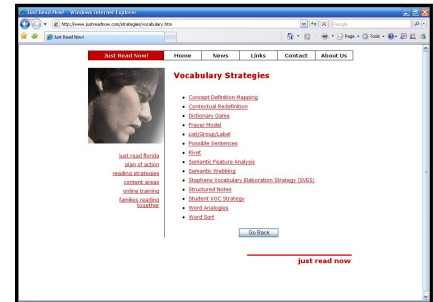 Just Read Now! - Windows Internet Explorer
http://www.justreadnow.com/strategies/vocabulary.htm
Google
Just Read Now!
Page
Tools
Just Read Now!
Home
News
Links
Contact
About Us
Vocabulary Strategies
Concept Definition Mapping
Contextual Redefinition
Dictionary Game
Frayer Model
List/Group/Label
Possible Sentences
Rivet
Semantic Feature Analysis
Semantic Webbing
Stephens Vocabulary Elaboration Strategy (SVES)
Structured Notes
Student VOC Strategy
Word Analogies
Word Sort
Go Back
just read florida
plan of action
reading strategies
content areas
online training
families reading
together
just read now